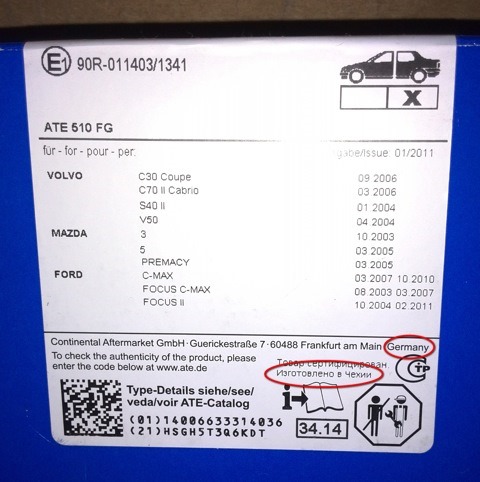 E1 90R-011403/1341
X
ATE 510 FG
für - for - pour - per: gabe/Issue: 01/2011
VOLVO C30 Coupe 09.2006
C70 II Cabrio 03.2006
S40 II 01.2004
V50 04.2004
MAZDA 3 10.2003
5 03.2005
PREMACY 03.2005
FORD C-MAX 03.2007 10.2010
FOCUS C-MAX 08.2003 03.2007
FOCUS II 10.2004 02.2011
Continental Aftermarket GmbH · Guerickestraße 7 · 60488 Frankfurt am Main Germany
To check the authenticity of the product, please
enter the code below at www.ate.de.
Товар сертифицирован.
Изготовлено в Чехии
СТР
Type-Details siehe/see/
veda/voir ATE-Catalog
(01)14006633314036
(21)HSGH5T3Q6KDT
i
34.14